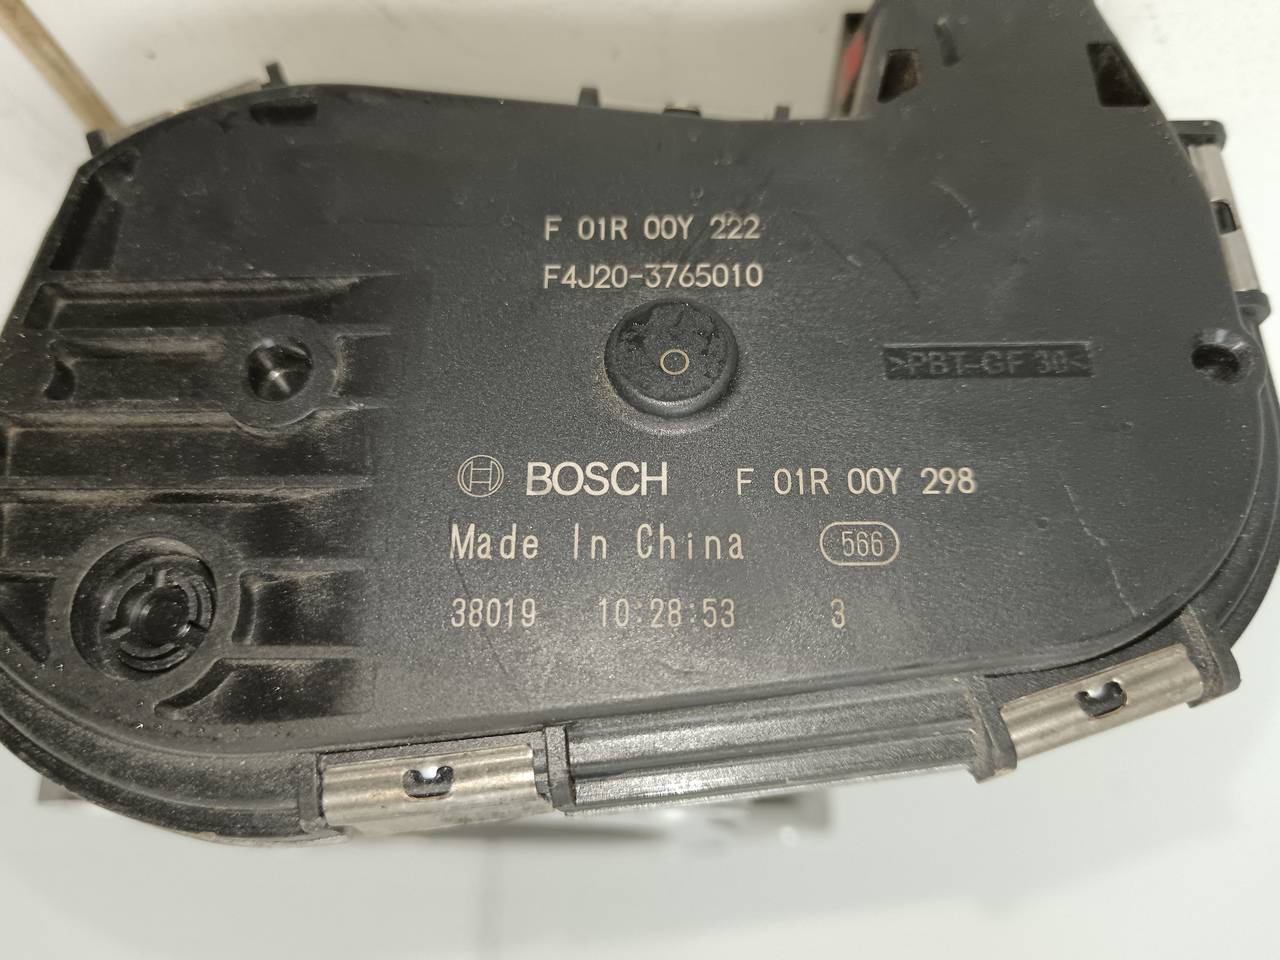 F 01R 00Y 222
F4J20-3765010
>PBT-GF 30<
BOSCH F 01R 00Y 298
Made In China 566
38019 10:28:53 3